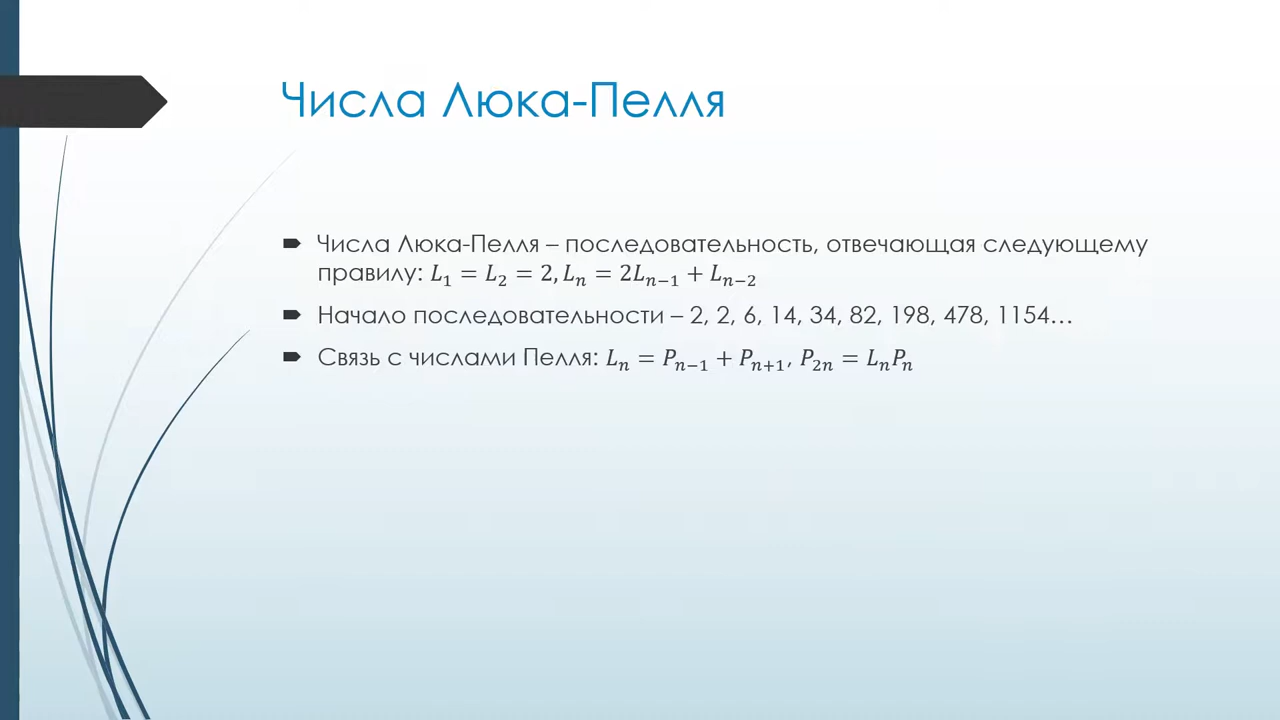 Числа Люка-Пелля
Числа Люка-Пелля – последовательность, отвечающая следующему
правилу: L₁ = L₂ = 2, Lₙ = 2Lₙ₋₁ + Lₙ₋₂
Начало последовательности – 2, 2, 6, 14, 34, 82, 198, 478, 1154…
Связь с числами Пелля: Lₙ = Pₙ₋₁ + Pₙ₊₁, P₂ₙ = LₙPₙ